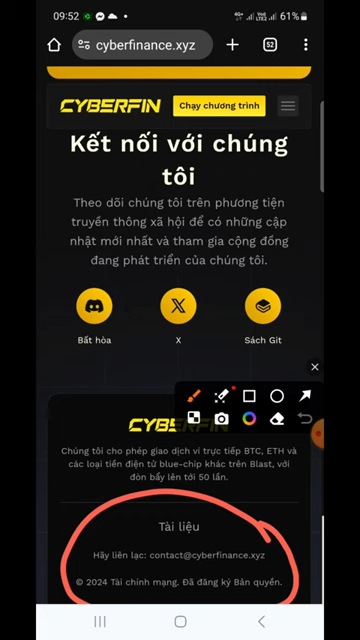 09:52
4G+ LTE1 61%
cyberfinance.xyz
52
CYBERFIN
Chạy chương trình
Kết nối với chúng
tôi
Theo dõi chúng tôi trên phương tiện
truyền thông xã hội để có những cập
nhật mới nhất và tham gia cộng đồng
đang phát triển của chúng tôi.
Bất hòa
X
Sách Git
CYBERFIN
Chúng tôi cho phép giao dịch ví trực tiếp BTC, ETH và
các loại tiền điện tử blue-chip khác trên Blast, với
đòn bẩy lên tới 50 lần.
Tài liệu
Hãy liên lạc: contact@cyberfinance.xyz
© 2024 Tài chính mạng. Đã đăng ký Bản quyền.